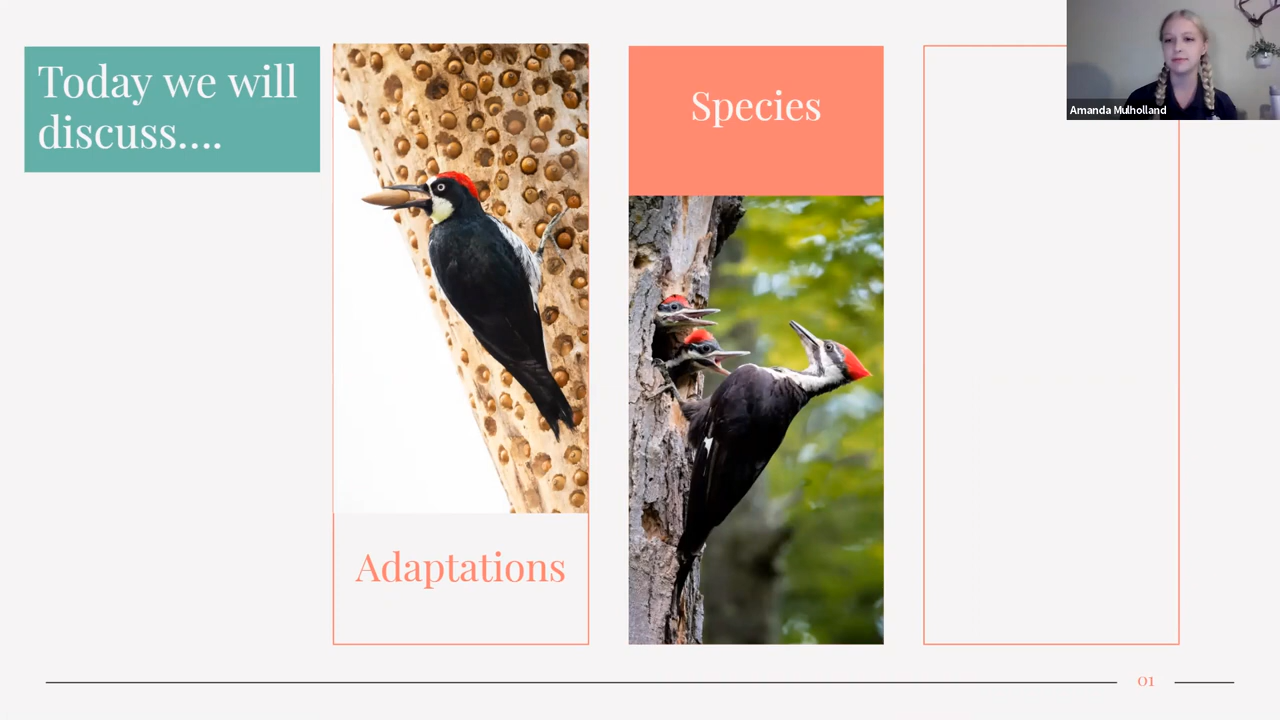 Today we will
discuss....
Adaptations
Species
Amanda Mulholland
01